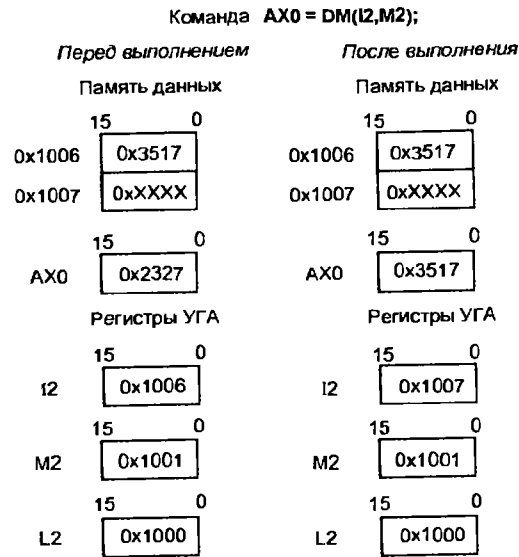 Команда AX0 = DM(I2,M2);
Перед выполнением
После выполнения
Память данных
Память данных
15 0
15 0
0x1006 0x3517
0x1006 0x3517
0x1007 0xXXXX
0x1007 0xXXXX
15 0
15 0
AX0 0x2327
AX0 0x3517
Регистры УГА
Регистры УГА
15 0
15 0
I2 0x1006
I2 0x1007
15 0
15 0
M2 0x1001
M2 0x1001
15 0
15 0
L2 0x1000
L2 0x1000